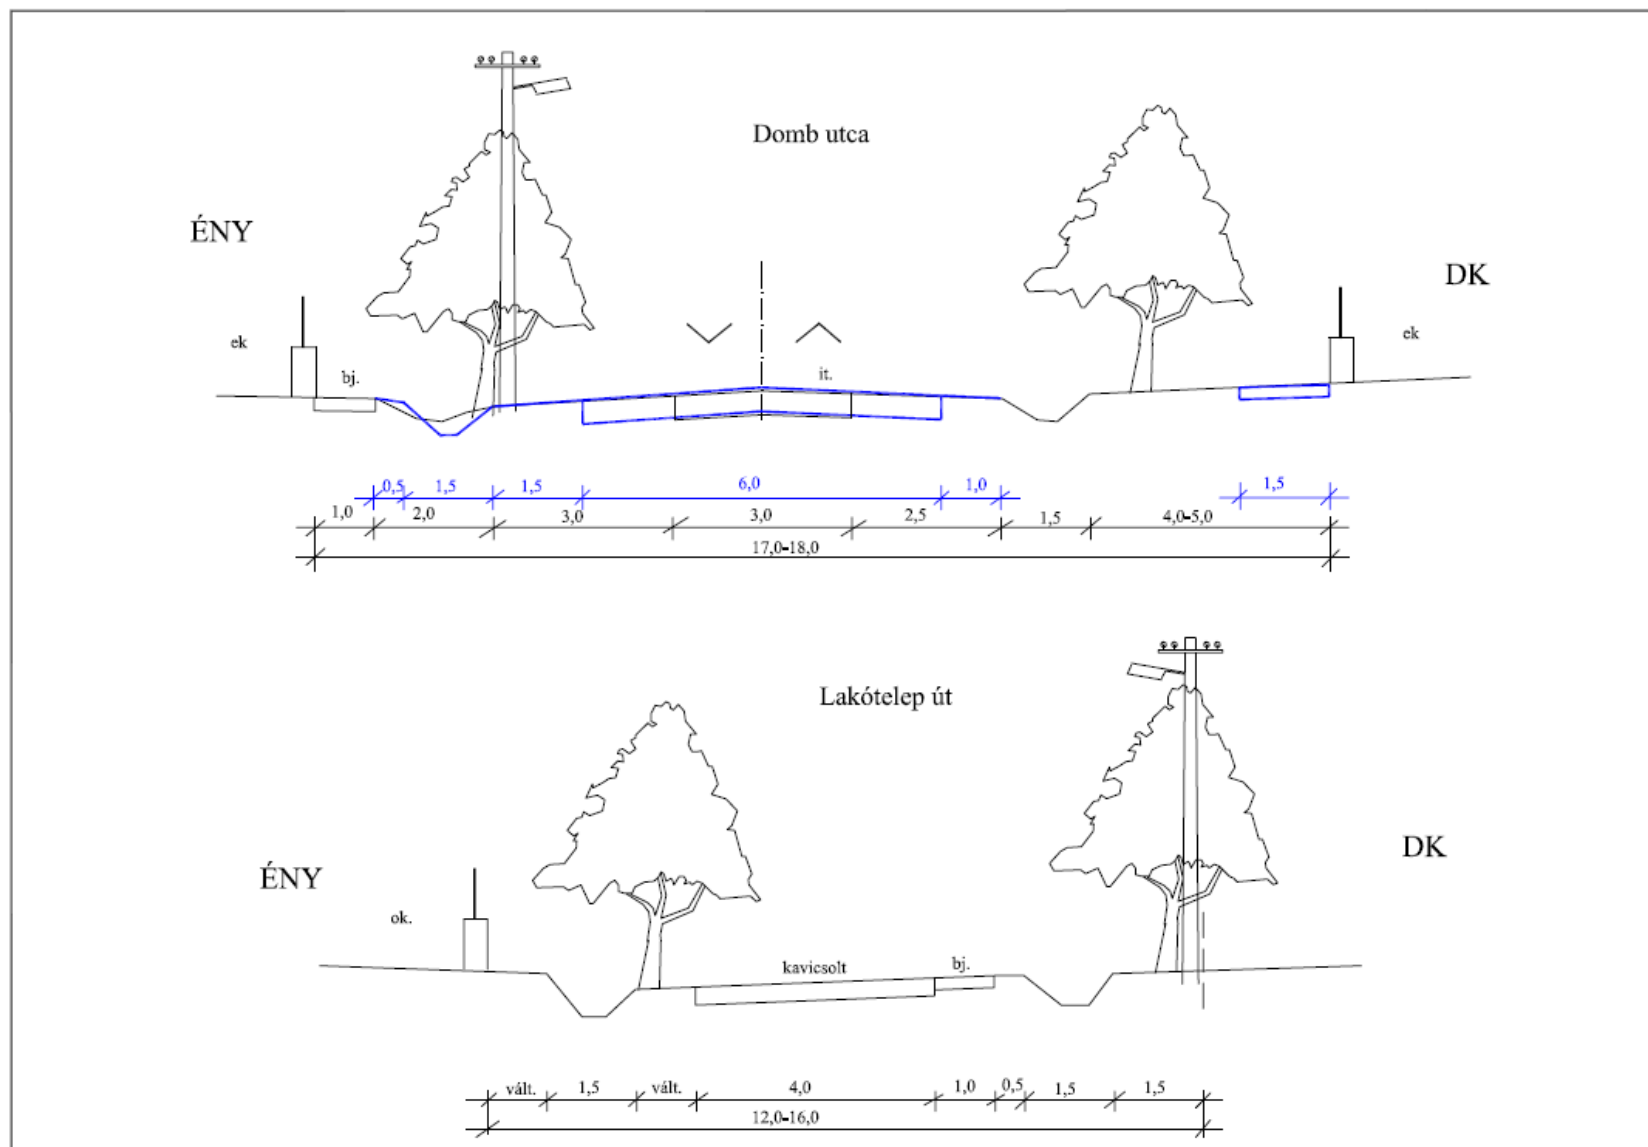 Domb utca
ÉNY
DK
ek
ek
bj.
it.
0,5 1,5 1,5 6,0 1,0 1,5
1,0 2,0 3,0 3,0 2,5 1,5 4,0-5,0
17,0-18,0
Lakótelep út
ÉNY
DK
ok.
kavicsolt
bj.
vált. 1,5 vált. 4,0 1,0 0,5 1,5 1,5
12,0-16,0